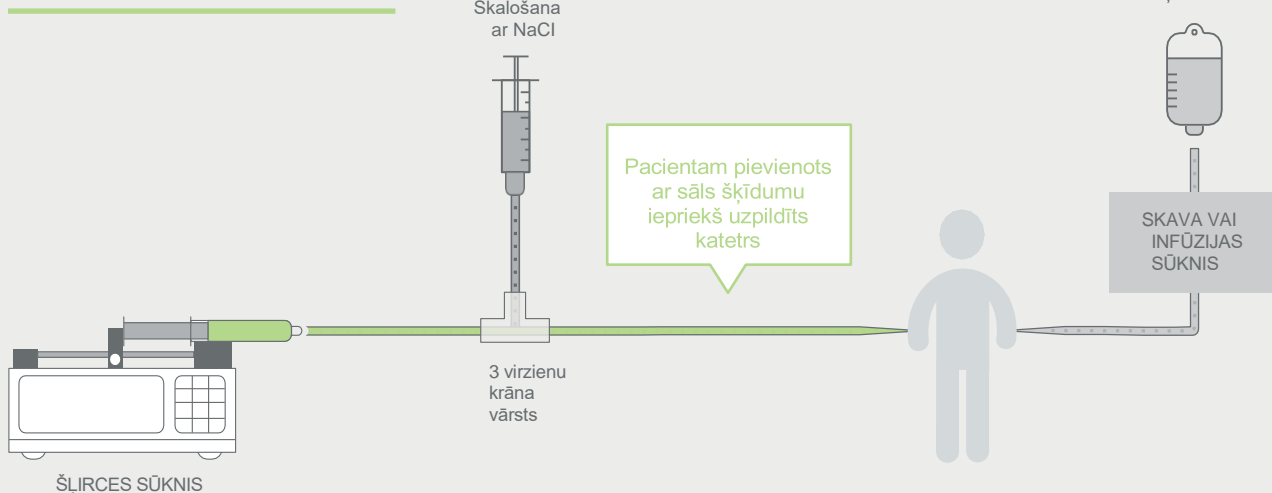 Skalošana
ar NaCl
Pacientam pievienots
ar sāls šķīdumu
iepriekš uzpildīts
katetrs
SKAVA VAI
INFŪZIJAS
SŪKNIS
3 virzienu
krāna
vārsts
ŠĻIRCES SŪKNIS